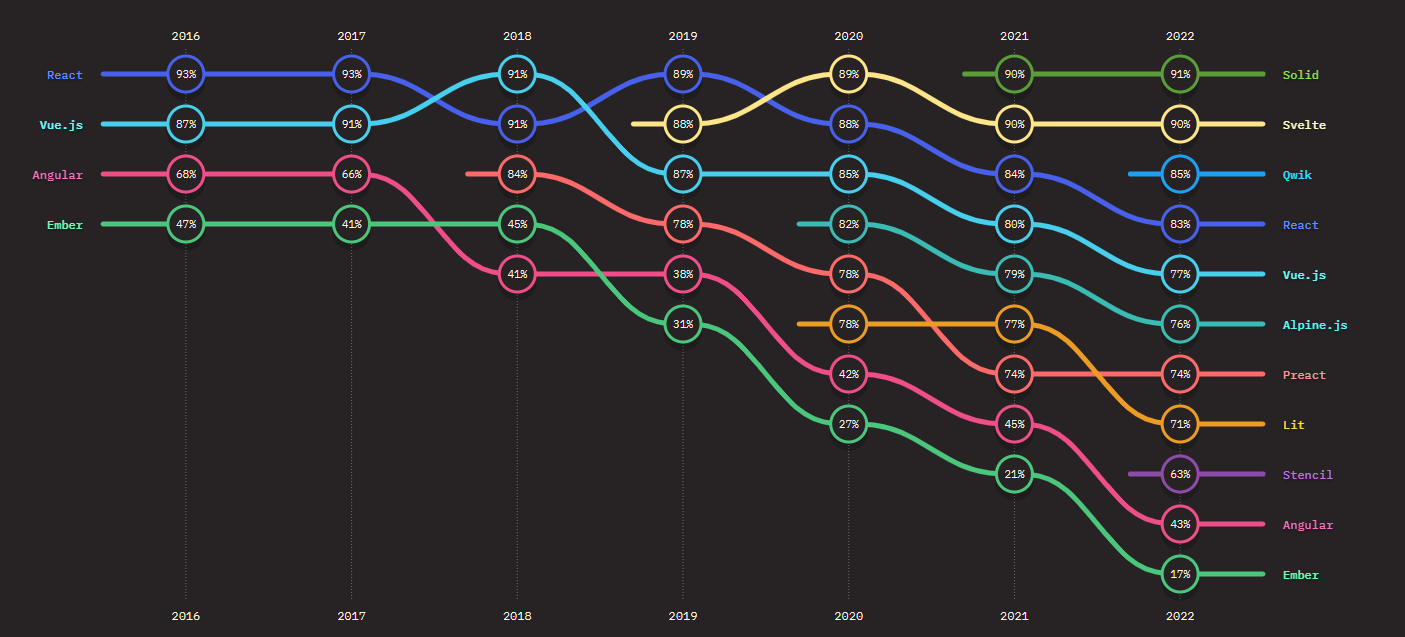 2016 2017 2018 2019 2020 2021 2022
React 93% 93% 91% 89% 89% 90% 91% Solid
Vue.js 87% 91% 91% 88% 88% 90% 90% Svelte
Angular 68% 66% 84% 87% 85% 84% 85% Qwik
Ember 47% 41% 45% 78% 82% 80% 83% React
41% 38% 78% 79% 77% Vue.js
31% 78% 77% 76% Alpine.js
42% 74% 74% Preact
27% 45% 71% Lit
21% 63% Stencil
43% Angular
17% Ember
2016 2017 2018 2019 2020 2021 2022